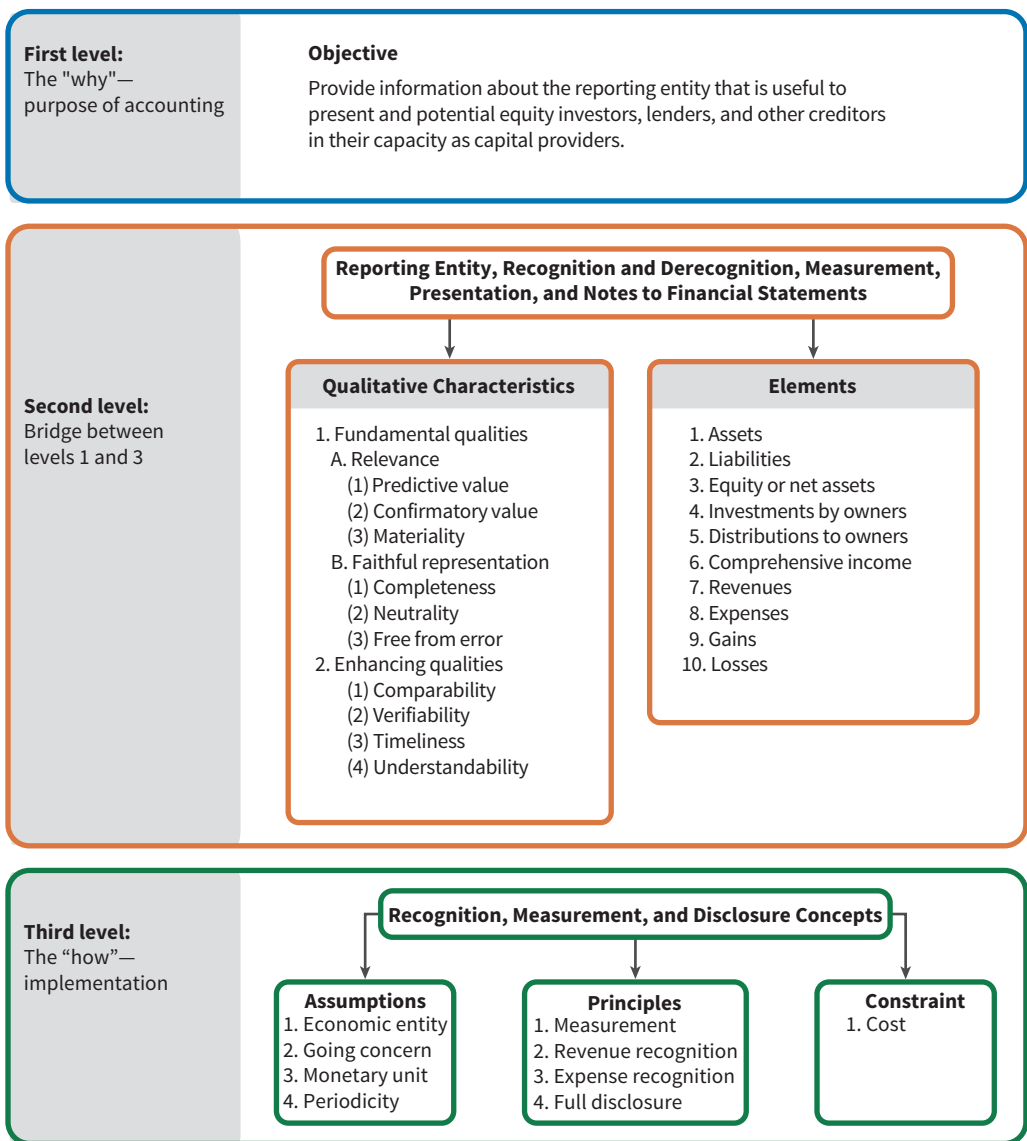 First level:
The "why"—
purpose of accounting
Objective
Provide information about the reporting entity that is useful to
present and potential equity investors, lenders, and other creditors
in their capacity as capital providers.
Second level:
Bridge between
levels 1 and 3
Reporting Entity, Recognition and Derecognition, Measurement,
Presentation, and Notes to Financial Statements
Qualitative Characteristics
1. Fundamental qualities
A. Relevance
(1) Predictive value
(2) Confirmatory value
(3) Materiality
B. Faithful representation
(1) Completeness
(2) Neutrality
(3) Free from error
2. Enhancing qualities
(1) Comparability
(2) Verifiability
(3) Timeliness
(4) Understandability
Elements
1. Assets
2. Liabilities
3. Equity or net assets
4. Investments by owners
5. Distributions to owners
6. Comprehensive income
7. Revenues
8. Expenses
9. Gains
10. Losses
Third level:
The “how”—
implementation
Recognition, Measurement, and Disclosure Concepts
Assumptions
1. Economic entity
2. Going concern
3. Monetary unit
4. Periodicity
Principles
1. Measurement
2. Revenue recognition
3. Expense recognition
4. Full disclosure
Constraint
1. Cost